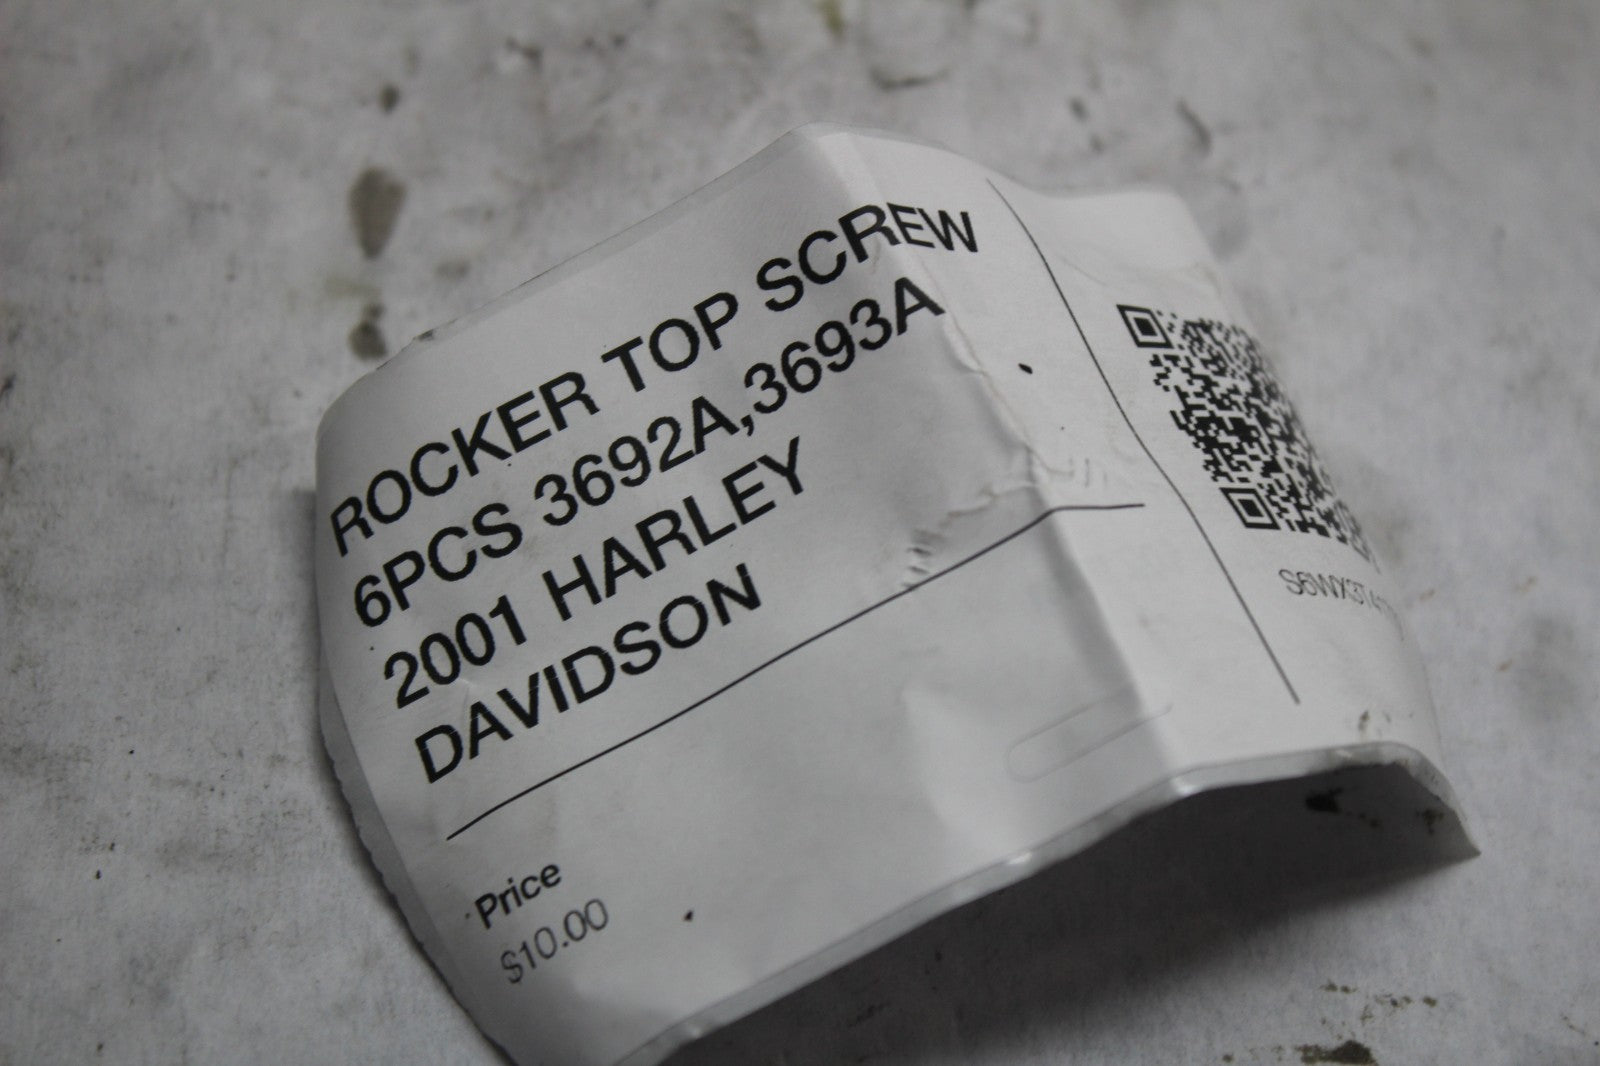 ROCKER TOP SCREW
6PCS 3692A,3693A
2001 HARLEY
DAVIDSON
Price
$10.00